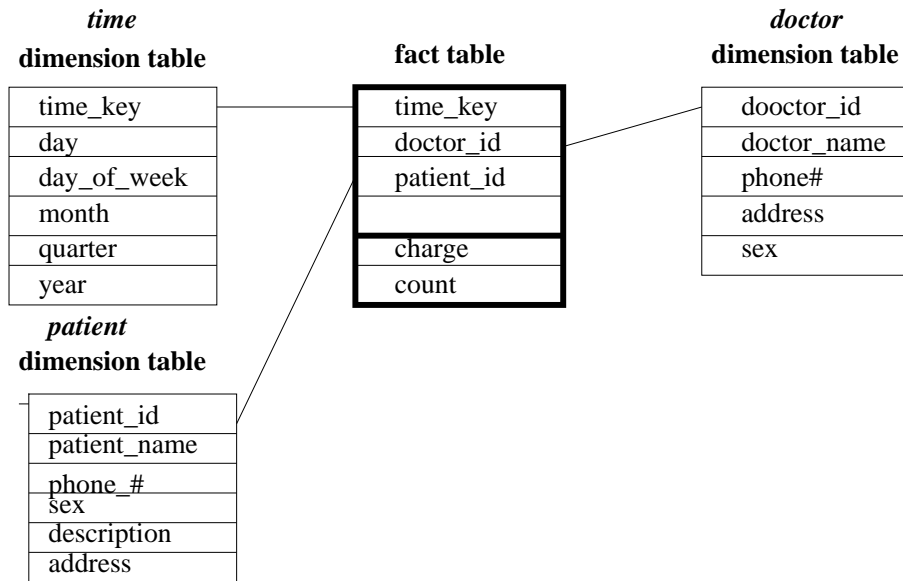 time
dimension table
time_key
day
day_of_week
month
quarter
year
fact table
time_key
doctor_id
patient_id
charge
count
doctor
dimension table
dooctor_id
doctor_name
phone#
address
sex
patient
dimension table
patient_id
patient_name
phone_#
sex
description
address